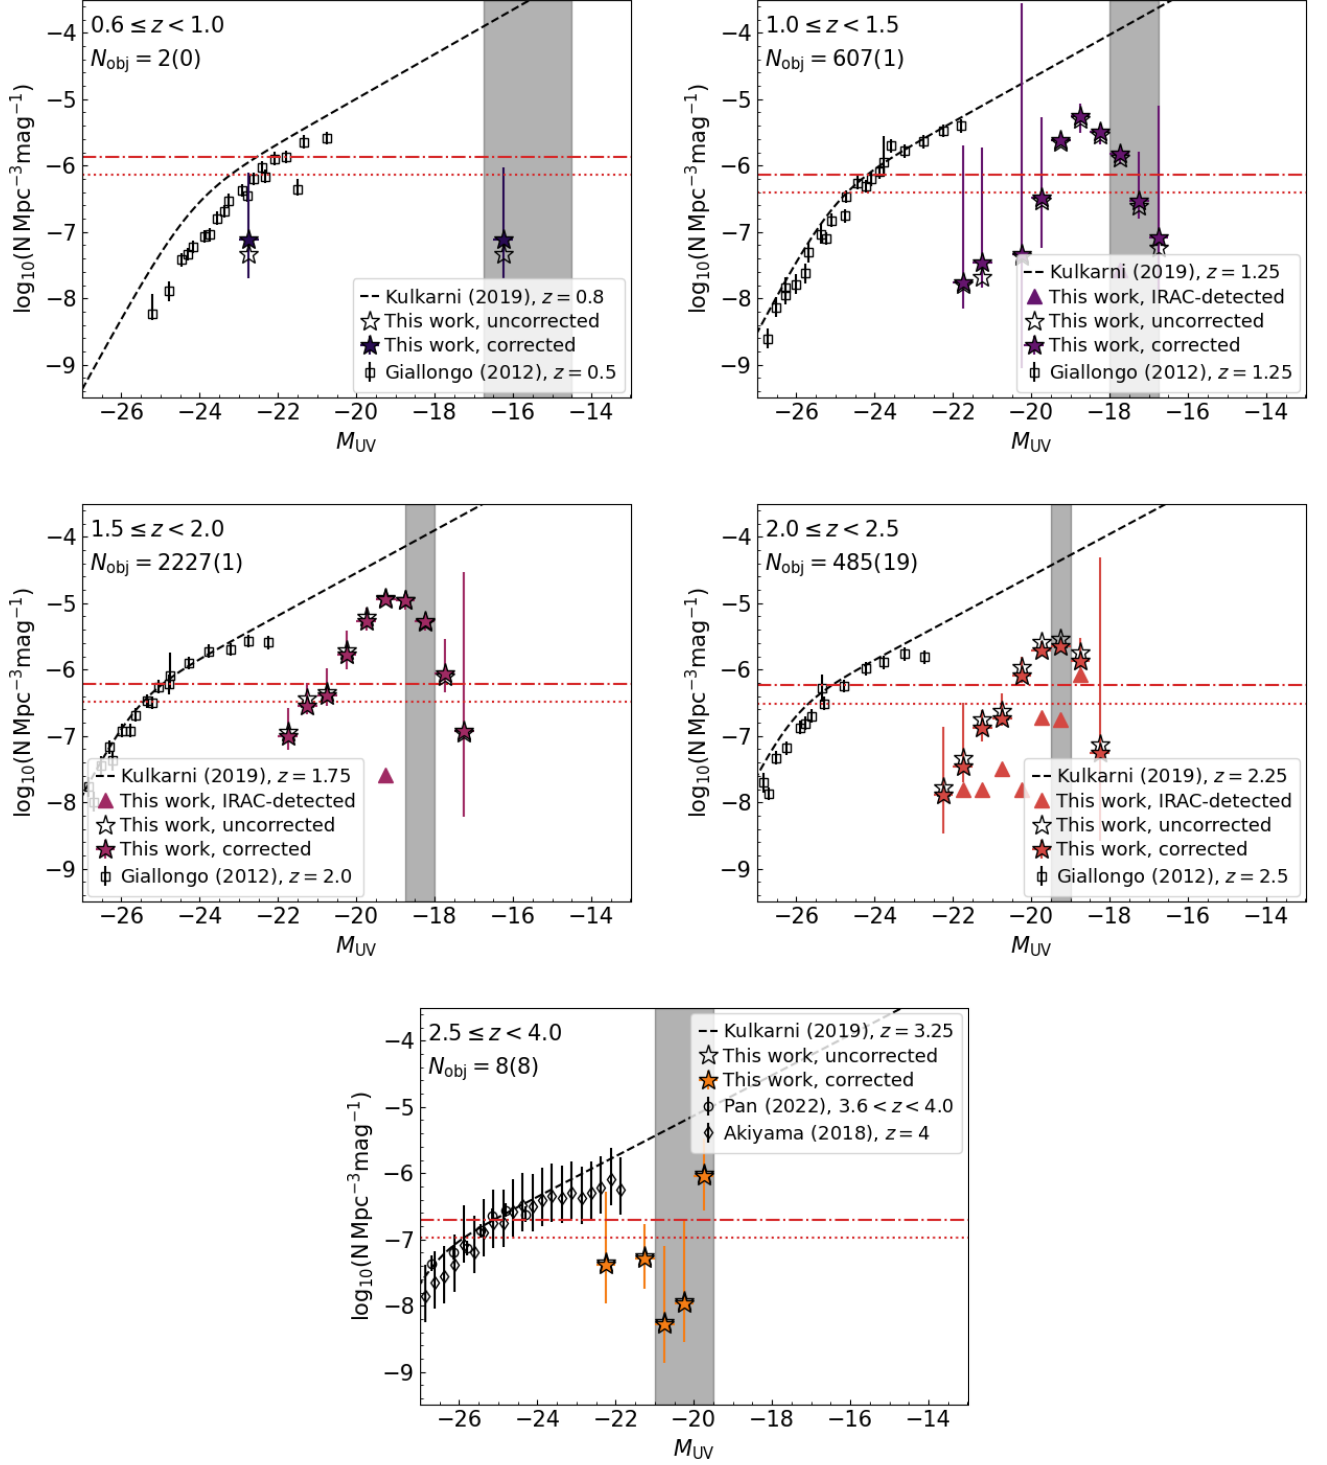 0.6 ≤ z < 1.0
N_obj = 2(0)
−4
−5
−6
−7
−8
−9
log₁₀(N Mpc⁻³mag⁻¹)
Kulkarni (2019), z = 0.8
This work, uncorrected
This work, corrected
Giallongo (2012), z = 0.5
−26 −24 −22 −20 −18 −16 −14
M_UV
1.0 ≤ z < 1.5
N_obj = 607(1)
−4
−5
−6
−7
−8
−9
log₁₀(N Mpc⁻³mag⁻¹)
Kulkarni (2019), z = 1.25
This work, IRAC-detected
This work, uncorrected
This work, corrected
Giallongo (2012), z = 1.25
−26 −24 −22 −20 −18 −16 −14
M_UV
1.5 ≤ z < 2.0
N_obj = 2227(1)
−4
−5
−6
−7
−8
−9
log₁₀(N Mpc⁻³mag⁻¹)
Kulkarni (2019), z = 1.75
This work, IRAC-detected
This work, uncorrected
This work, corrected
Giallongo (2012), z = 2.0
−26 −24 −22 −20 −18 −16 −14
M_UV
2.0 ≤ z < 2.5
N_obj = 485(19)
−4
−5
−6
−7
−8
−9
log₁₀(N Mpc⁻³mag⁻¹)
Kulkarni (2019), z = 2.25
This work, IRAC-detected
This work, uncorrected
This work, corrected
Giallongo (2012), z = 2.5
−26 −24 −22 −20 −18 −16 −14
M_UV
2.5 ≤ z < 4.0
N_obj = 8(8)
−4
−5
−6
−7
−8
−9
log₁₀(N Mpc⁻³mag⁻¹)
Kulkarni (2019), z = 3.25
This work, uncorrected
This work, corrected
Pan (2022), 3.6 < z < 4.0
Akiyama (2018), z = 4
−26 −24 −22 −20 −18 −16 −14
M_UV